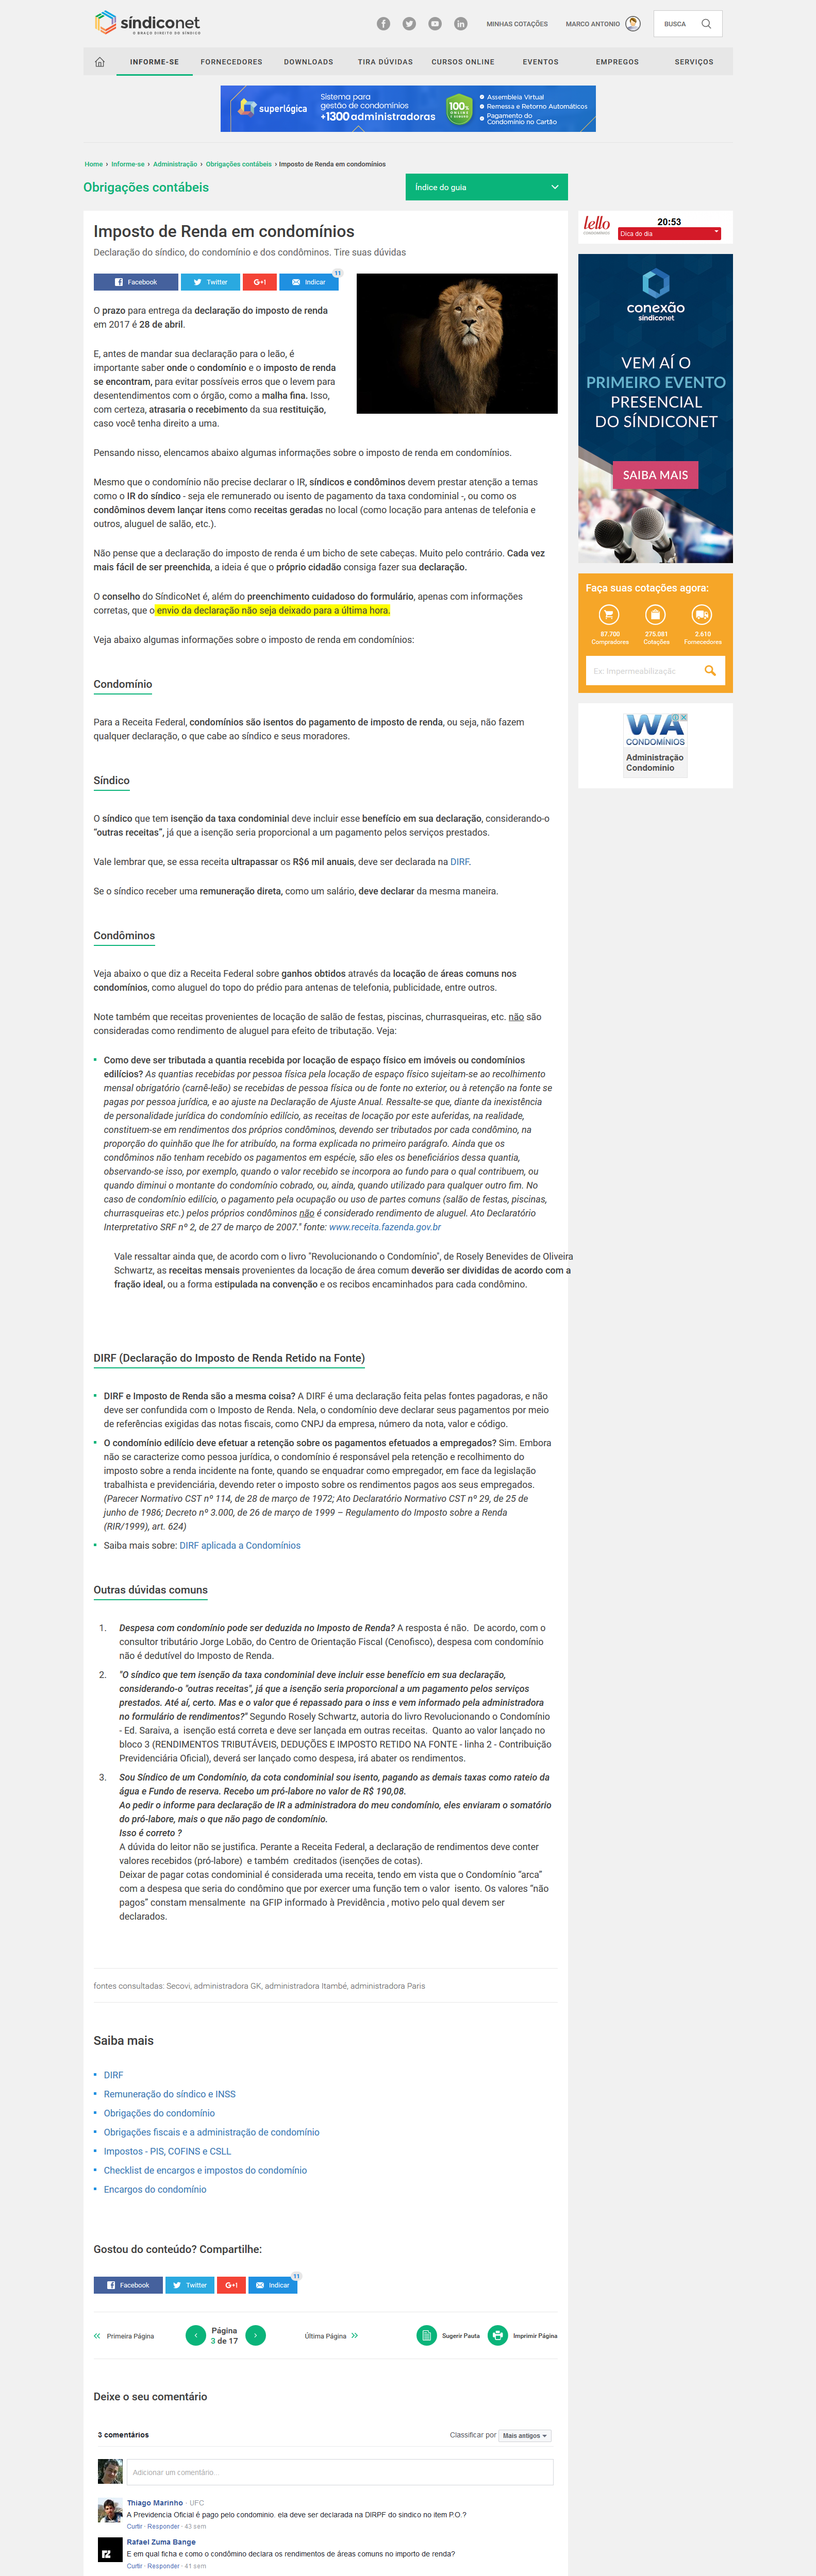 síndiconet
O BRAÇO DIREITO DO SÍNDICO
MINHAS COTAÇÕES
MARCO ANTONIO
BUSCA
INFORME-SE
FORNECEDORES
DOWNLOADS
TIRA DÚVIDAS
CURSOS ONLINE
EVENTOS
EMPREGOS
SERVIÇOS
superlógica
Sistema para
gestão de condomínios
+1300 administradoras
100%
Assembleia Virtual
Remessa e Retorno Automáticos
Pagamento do
Condomínio no Cartão
Home › Informe-se › Administração › Obrigações contábeis › Imposto de Renda em condomínios
Obrigações contábeis
Índice do guia
Imposto de Renda em condomínios
Declaração do síndico, do condomínio e dos condôminos. Tire suas dúvidas
Facebook
Twitter
G+1
Indicar
11
O prazo para entrega da declaração do imposto de renda
em 2017 é 28 de abril.
E, antes de mandar sua declaração para o leão, é
importante saber onde o condomínio e o imposto de renda
se encontram, para evitar possíveis erros que o levem para
desentendimentos com o órgão, como a malha fina. Isso,
com certeza, atrasaria o recebimento da sua restituição,
caso você tenha direito a uma.
Pensando nisso, elencamos abaixo algumas informações sobre o imposto de renda em condomínios.
Mesmo que o condomínio não precise declarar o IR, síndicos e condôminos devem prestar atenção a temas
como o IR do síndico - seja ele remunerado ou isento de pagamento da taxa condominial -, ou como os
condôminos devem lançar itens como receitas geradas no local (como locação para antenas de telefonia e
outros, aluguel de salão, etc.).
Não pense que a declaração do imposto de renda é um bicho de sete cabeças. Muito pelo contrário. Cada vez
mais fácil de ser preenchida, a ideia é que o próprio cidadão consiga fazer sua declaração.
O conselho do SíndicoNet é, além do preenchimento cuidadoso do formulário, apenas com informações
corretas, que o envio da declaração não seja deixado para a última hora.
Veja abaixo algumas informações sobre o imposto de renda em condomínios:
Condomínio
Para a Receita Federal, condomínios são isentos do pagamento de imposto de renda, ou seja, não fazem
qualquer declaração, o que cabe ao síndico e seus moradores.
Síndico
O síndico que tem isenção da taxa condominial deve incluir esse benefício em sua declaração, considerando-o
“outras receitas”, já que a isenção seria proporcional a um pagamento pelos serviços prestados.
Vale lembrar que, se essa receita ultrapassar os R$6 mil anuais, deve ser declarada na DIRF.
Se o síndico receber uma remuneração direta, como um salário, deve declarar da mesma maneira.
Condôminos
Veja abaixo o que diz a Receita Federal sobre ganhos obtidos através da locação de áreas comuns nos
condomínios, como aluguel do topo do prédio para antenas de telefonia, publicidade, entre outros.
Note também que receitas provenientes de locação de salão de festas, piscinas, churrasqueiras, etc. não são
consideradas como rendimento de aluguel para efeito de tributação. Veja:
Como deve ser tributada a quantia recebida por locação de espaço físico em imóveis ou condomínios
edilícios? As quantias recebidas por pessoa física pela locação de espaço físico sujeitam-se ao recolhimento
mensal obrigatório (carnê-leão) se recebidas de pessoa física ou de fonte no exterior, ou à retenção na fonte se
pagas por pessoa jurídica, e ao ajuste na Declaração de Ajuste Anual. Ressalte-se que, diante da inexistência
de personalidade jurídica do condomínio edilício, as receitas de locação por este auferidas, na realidade,
constituem-se em rendimentos dos próprios condôminos, devendo ser tributados por cada condômino, na
proporção do quinhão que lhe for atribuído, na forma explicada no primeiro parágrafo. Ainda que os
condôminos não tenham recebido os pagamentos em espécie, são eles os beneficiários dessa quantia,
observando-se isso, por exemplo, quando o valor recebido se incorpora ao fundo para o qual contribuem, ou
quando diminui o montante do condomínio cobrado, ou, ainda, quando utilizado para qualquer outro fim. No
caso de condomínio edilício, o pagamento pela ocupação ou uso de partes comuns (salão de festas, piscinas,
churrasqueiras etc.) pelos próprios condôminos não é considerado rendimento de aluguel. Ato Declaratório
Interpretativo SRF nº 2, de 27 de março de 2007." fonte: www.receita.fazenda.gov.br
Vale ressaltar ainda que, de acordo com o livro "Revolucionando o Condomínio", de Rosely Benevides de Oliveira
Schwartz, as receitas mensais provenientes da locação de área comum deverão ser divididas de acordo com a
fração ideal, ou a forma estipulada na convenção e os recibos encaminhados para cada condômino.
DIRF (Declaração do Imposto de Renda Retido na Fonte)
DIRF e Imposto de Renda são a mesma coisa? A DIRF é uma declaração feita pelas fontes pagadoras, e não
deve ser confundida com o Imposto de Renda. Nela, o condomínio deve declarar seus pagamentos por meio
de referências exigidas das notas fiscais, como CNPJ da empresa, número da nota, valor e código.
O condomínio edilício deve efetuar a retenção sobre os pagamentos efetuados a empregados? Sim. Embora
não se caracterize como pessoa jurídica, o condomínio é responsável pela retenção e recolhimento do
imposto sobre a renda incidente na fonte, quando se enquadrar como empregador, em face da legislação
trabalhista e previdenciária, devendo reter o imposto sobre os rendimentos pagos aos seus empregados.
(Parecer Normativo CST nº 114, de 28 de março de 1972; Ato Declaratório Normativo CST nº 29, de 25 de
junho de 1986; Decreto nº 3.000, de 26 de março de 1999 – Regulamento do Imposto sobre a Renda
(RIR/1999), art. 624)
Saiba mais sobre: DIRF aplicada a Condomínios
Outras dúvidas comuns
1. Despesa com condomínio pode ser deduzida no Imposto de Renda? A resposta é não. De acordo, com o
consultor tributário Jorge Lobão, do Centro de Orientação Fiscal (Cenofisco), despesa com condomínio
não é dedutível do Imposto de Renda.
2. "O síndico que tem isenção da taxa condominial deve incluir esse benefício em sua declaração,
considerando-o "outras receitas", já que a isenção seria proporcional a um pagamento pelos serviços
prestados. Até aí, certo. Mas e o valor que é repassado para o inss e vem informado pela administradora
no formulário de rendimentos?" Segundo Rosely Schwartz, autoria do livro Revolucionando o Condomínio
- Ed. Saraiva, a isenção está correta e deve ser lançada em outras receitas. Quanto ao valor lançado no
bloco 3 (RENDIMENTOS TRIBUTÁVEIS, DEDUÇÕES E IMPOSTO RETIDO NA FONTE - linha 2 - Contribuição
Previdenciária Oficial), deverá ser lançado como despesa, irá abater os rendimentos.
3. Sou Síndico de um Condomínio, da cota condominial sou isento, pagando as demais taxas como rateio da
água e Fundo de reserva. Recebo um pró-labore no valor de R$ 190,08.
Ao pedir o informe para declaração de IR a administradora do meu condomínio, eles enviaram o somatório
do pró-labore, mais o que não pago de condomínio.
Isso é correto ?
A dúvida do leitor não se justifica. Perante a Receita Federal, a declaração de rendimentos deve conter
valores recebidos (pró-labore) e também creditados (isenções de cotas).
Deixar de pagar cotas condominial é considerada uma receita, tendo em vista que o Condomínio “arca”
com a despesa que seria do condômino que por exercer uma função tem o valor isento. Os valores “não
pagos” constam mensalmente na GFIP informado à Previdência , motivo pelo qual devem ser
declarados.
fontes consultadas: Secovi, administradora GK, administradora Itambé, administradora Paris
Saiba mais
DIRF
Remuneração do síndico e INSS
Obrigações do condomínio
Obrigações fiscais e a administração de condomínio
Impostos - PIS, COFINS e CSLL
Checklist de encargos e impostos do condomínio
Encargos do condomínio
Gostou do conteúdo? Compartilhe:
Facebook
Twitter
G+1
Indicar
11
Primeira Página
Página
3 de 17
Última Página
Sugerir Pauta
Imprimir Página
Deixe o seu comentário
3 comentários
Classificar por Mais antigos
Adicionar um comentário...
Thiago Marinho · UFC
A Previdencia Oficial é pago pelo condominio. ela deve ser declarada na DIRPF do sindico no item P.O.?
Curtir · Responder · 43 sem
Rafael Zuma Bange
E em qual ficha e como o condômino declara os rendimentos de áreas comuns no importo de renda?
Curtir · Responder · 41 sem
lello
CONDOMÍNIOS
20:53
Dica do dia
conexão
síndiconet
VEM AÍ O
PRIMEIRO EVENTO
PRESENCIAL
DO SÍNDICONET
SAIBA MAIS
Faça suas cotações agora:
87.700
Compradores
275.081
Cotações
2.610
Fornecedores
Ex: Impermeabilização
WA
CONDOMÍNIOS
Administração
Condominio